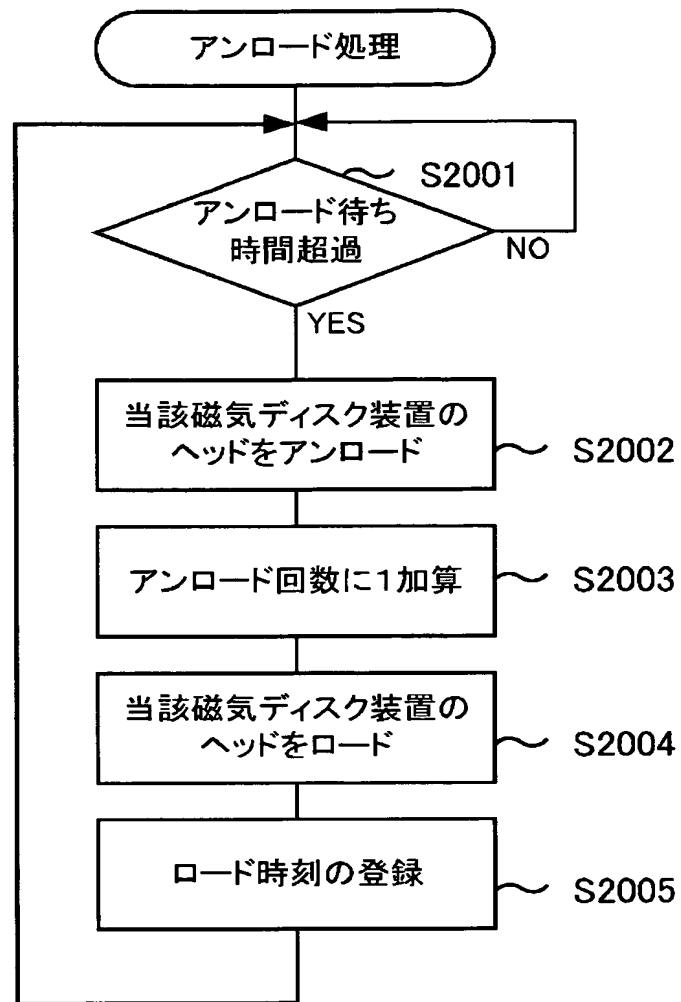 アンロード処理
S2001
アンロード待ち
時間超過
NO
YES
当該磁気ディスク装置の
ヘッドをアンロード
S2002
アンロード回数に１加算
S2003
当該磁気ディスク装置の
ヘッドをロード
S2004
ロード時刻の登録
S2005